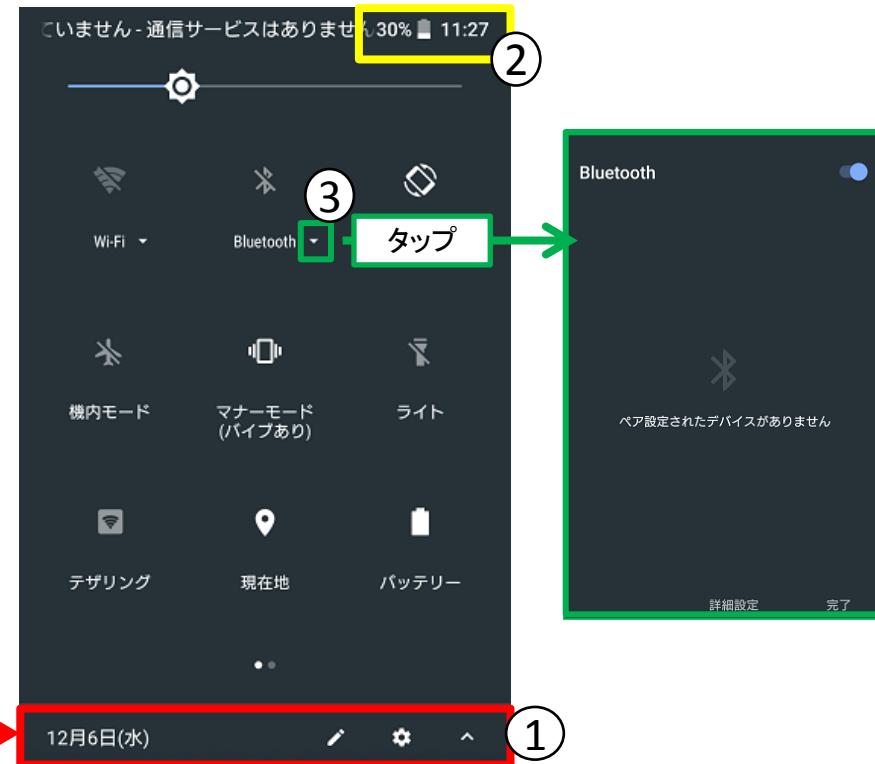 ていません - 通信サービスはありません 30% 11:27
②
③
Wi-Fi
Bluetooth
タップ
機内モード
マナーモード
(バイブあり)
ライト
テザリング
現在地
バッテリー
12月6日(水)
①
Bluetooth
ペア設定されたデバイスがありません
詳細設定
完了